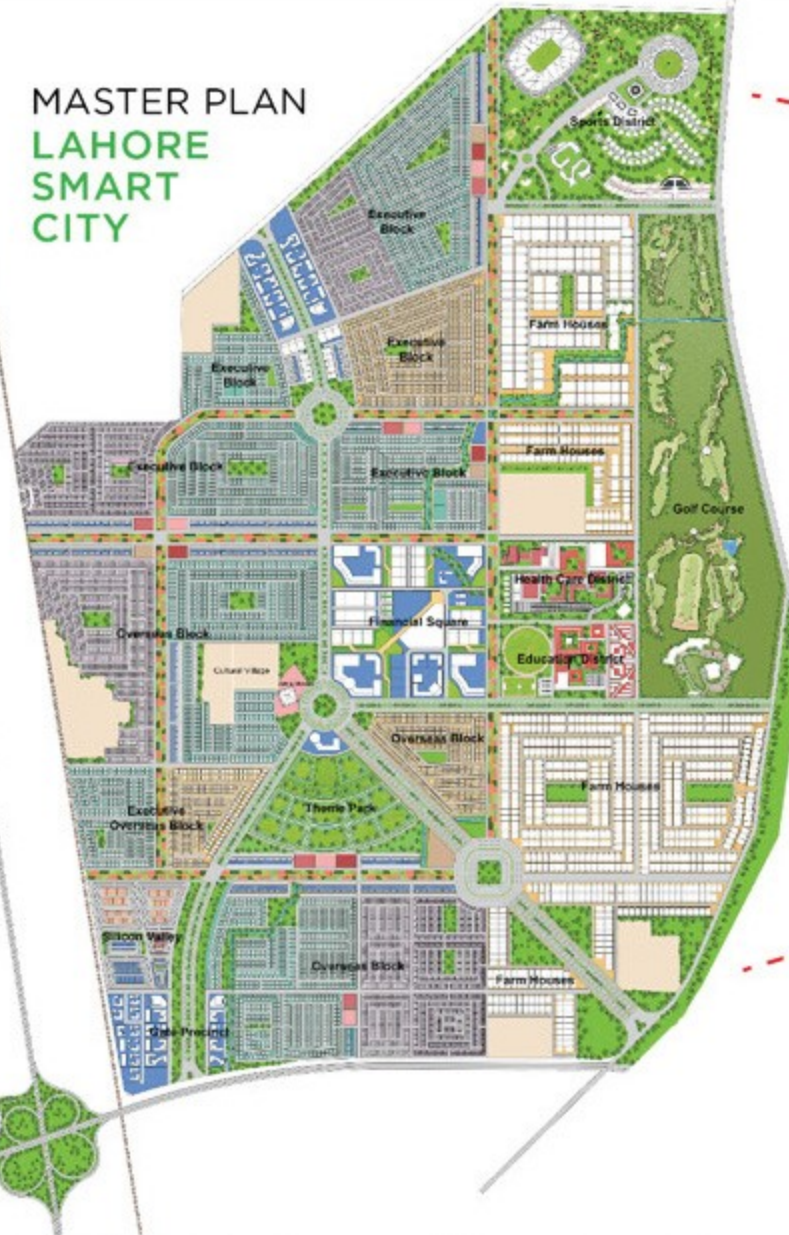 MASTER PLAN
LAHORE
SMART
CITY
Sports District
Executive
Block
Farm Houses
Executive
Block
Executive
Block
Farm Houses
Executive Block
Executive Block
Golf Course
Health Care District
Financial Square
Overseas Block
Education District
Cultural Village
Overseas Block
Farm Houses
Theme Park
Executive
Overseas Block
Silicon Valley
Overseas Block
Farm Houses
Gate Precinct